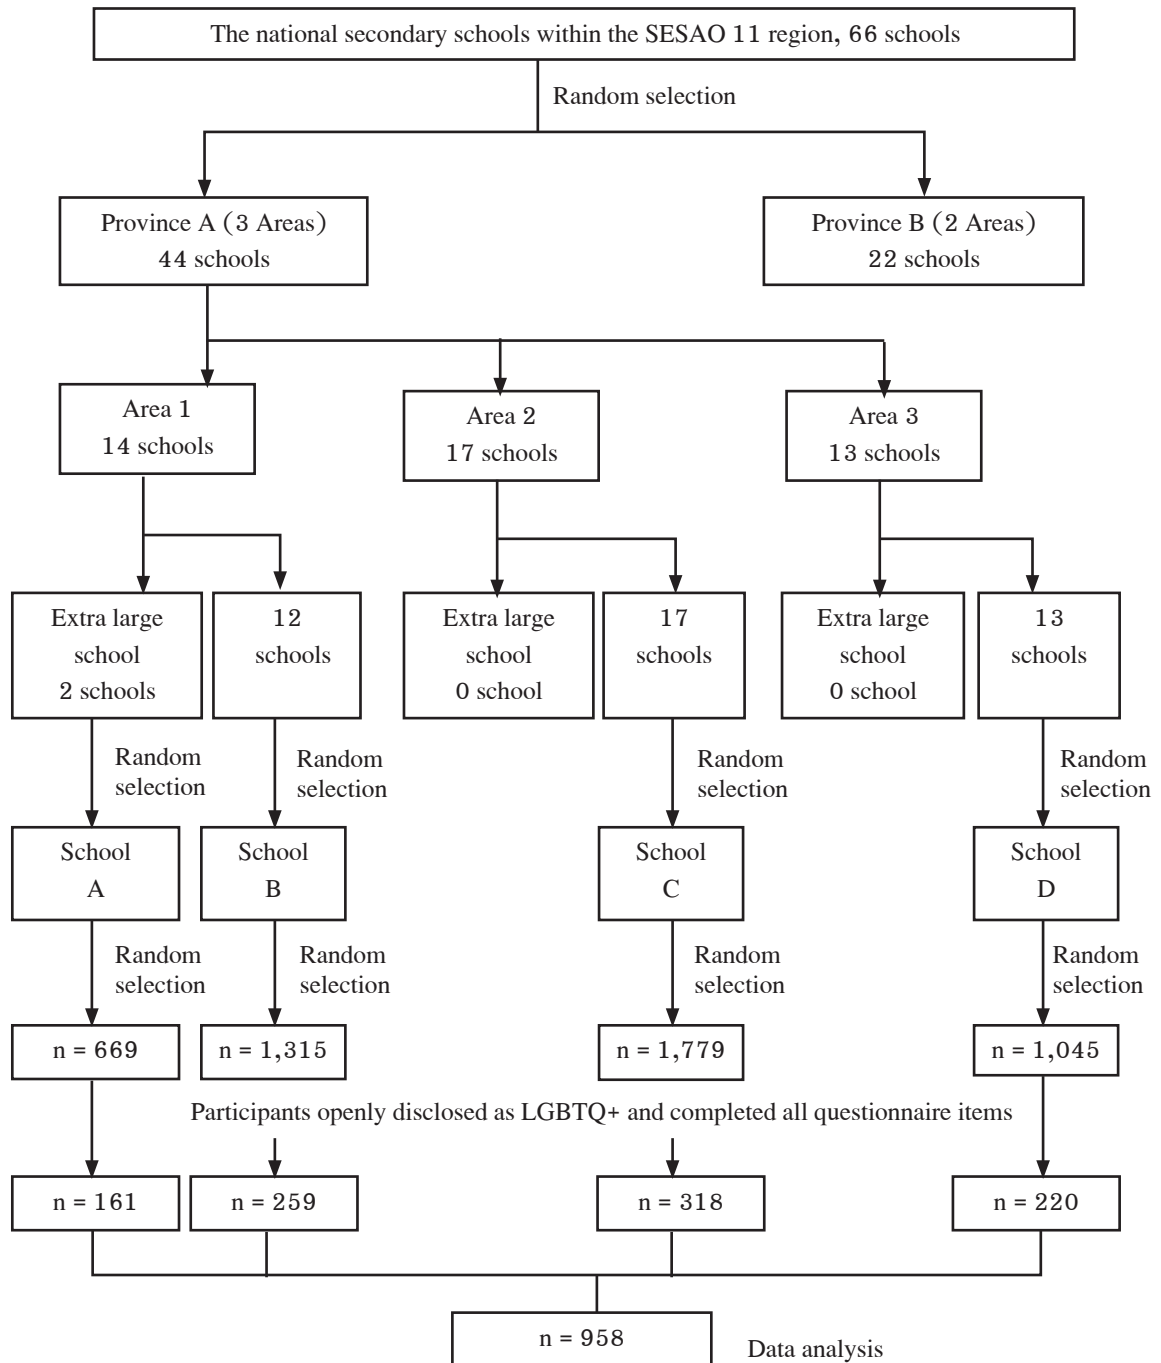 The national secondary schools within the SESAO 11 region, 66 schools
Random selection
Province A (3 Areas)
44 schools
Province B (2 Areas)
22 schools
Area 1
14 schools
Area 2
17 schools
Area 3
13 schools
Extra large
school
2 schools
12
schools
Extra large
school
0 school
17
schools
Extra large
school
0 school
13
schools
Random
selection
Random
selection
Random
selection
Random
selection
School
A
School
B
School
C
School
D
Random
selection
Random
selection
Random
selection
Random
selection
n = 669
n = 1,315
n = 1,779
n = 1,045
Participants openly disclosed as LGBTQ+ and completed all questionnaire items
n = 161
n = 259
n = 318
n = 220
n = 958
Data analysis